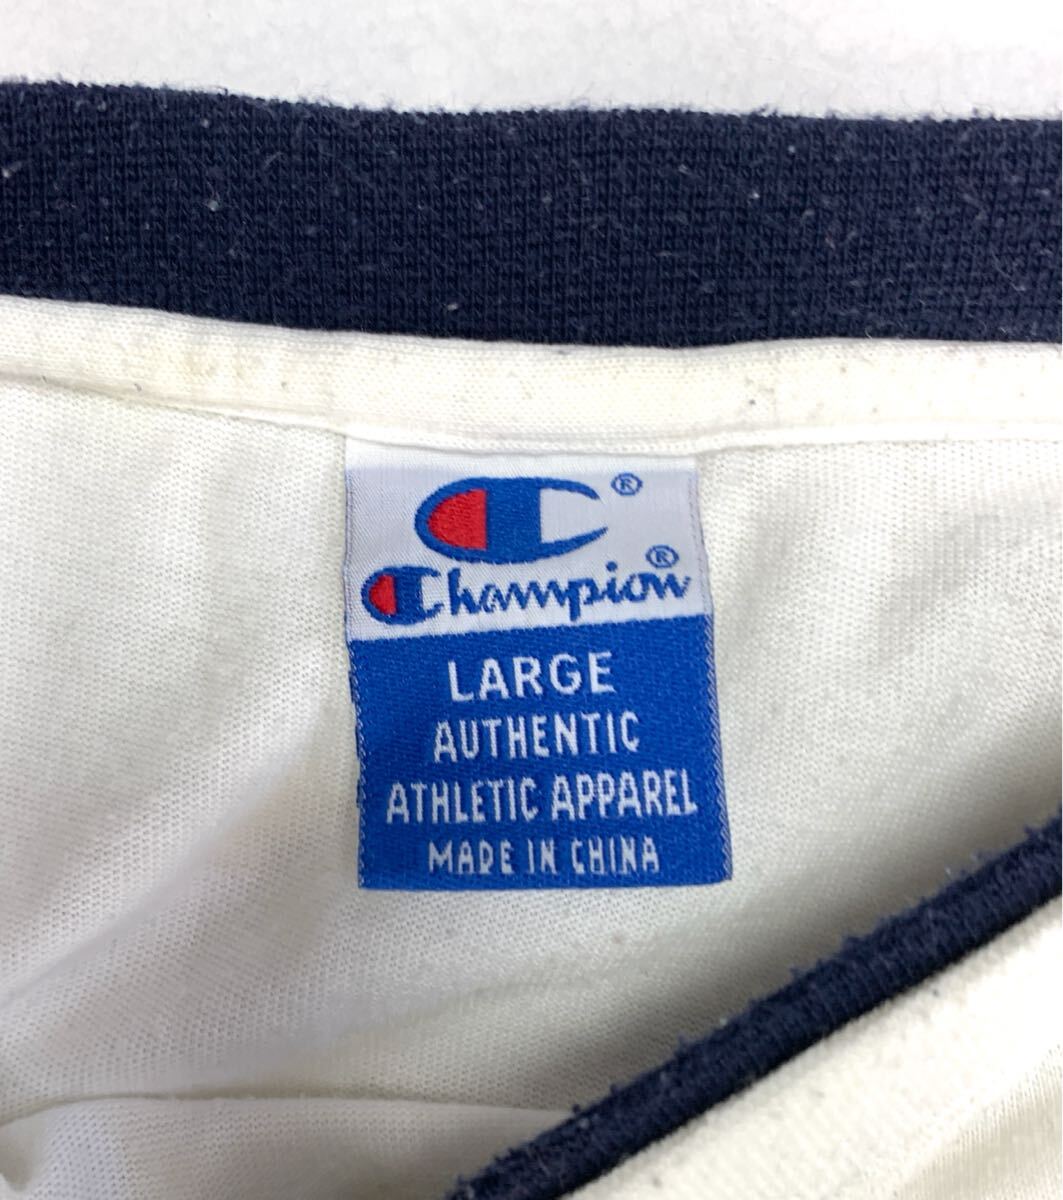 C®
Champion®
LARGE
AUTHENTIC
ATHLETIC APPAREL
MADE IN CHINA